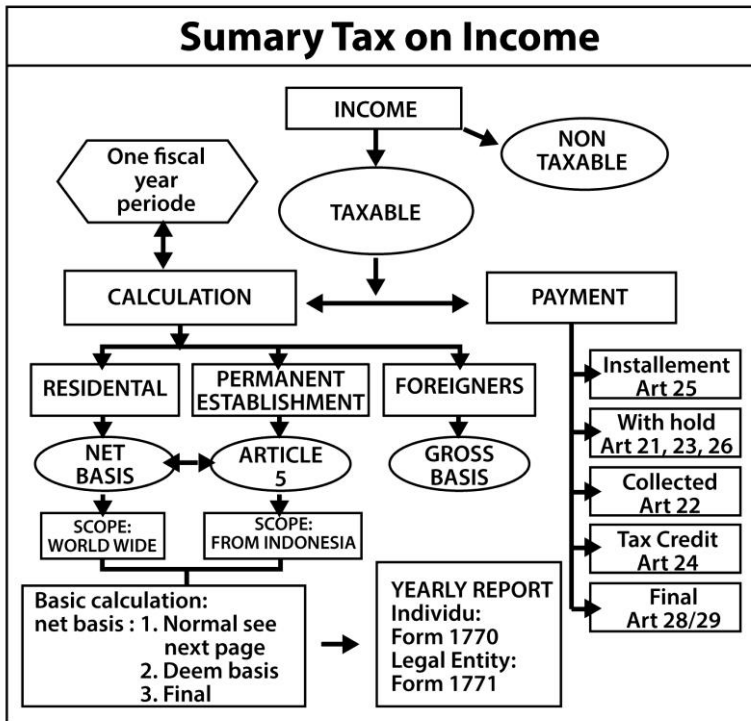 Sumary Tax on Income
INCOME
NON
TAXABLE
One fiscal
year
periode
TAXABLE
CALCULATION
PAYMENT
RESIDENTAL
PERMANENT
ESTABLISHMENT
FOREIGNERS
Installement
Art 25
With hold
Art 21, 23, 26
Collected
Art 22
Tax Credit
Art 24
Final
Art 28/29
NET
BASIS
ARTICLE
5
GROSS
BASIS
SCOPE:
WORLD WIDE
SCOPE:
FROM INDONESIA
Basic calculation:
net basis : 1. Normal see
next page
2. Deem basis
3. Final
YEARLY REPORT
Individu:
Form 1770
Legal Entity:
Form 1771